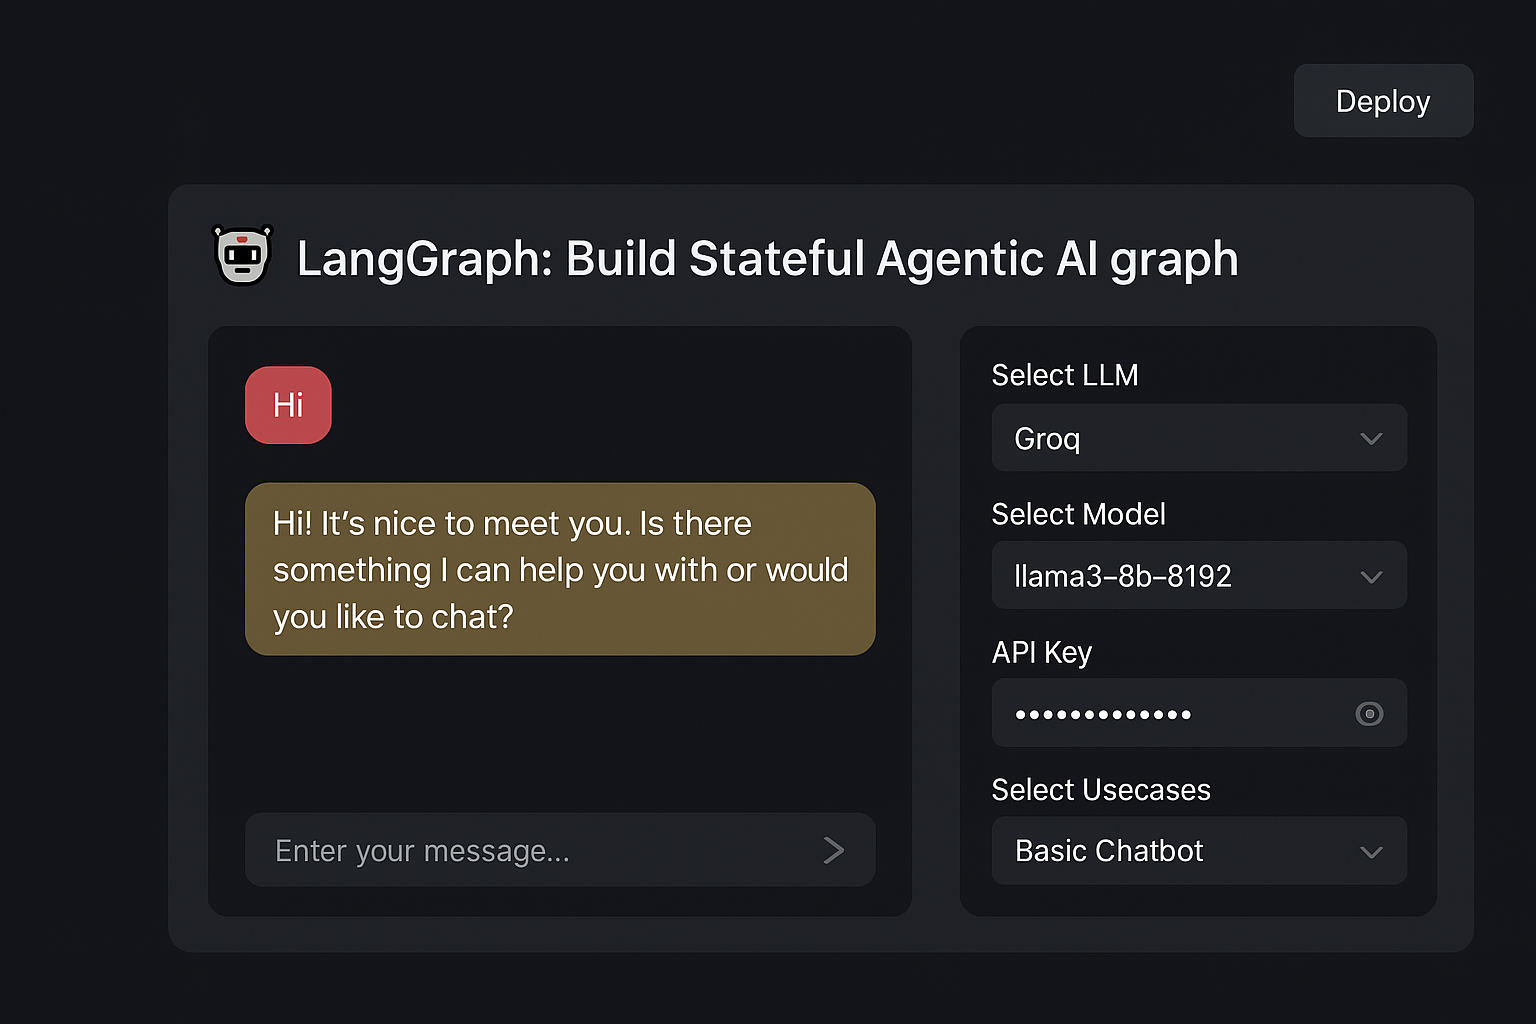 Deploy
LangGraph: Build Stateful Agentic AI graph
Hi
Hi! It’s nice to meet you. Is there
something I can help you with or would
you like to chat?
Enter your message...
Select LLM
Groq
Select Model
llama3–8b–8192
API Key
•••••••••••••
Select Usecases
Basic Chatbot